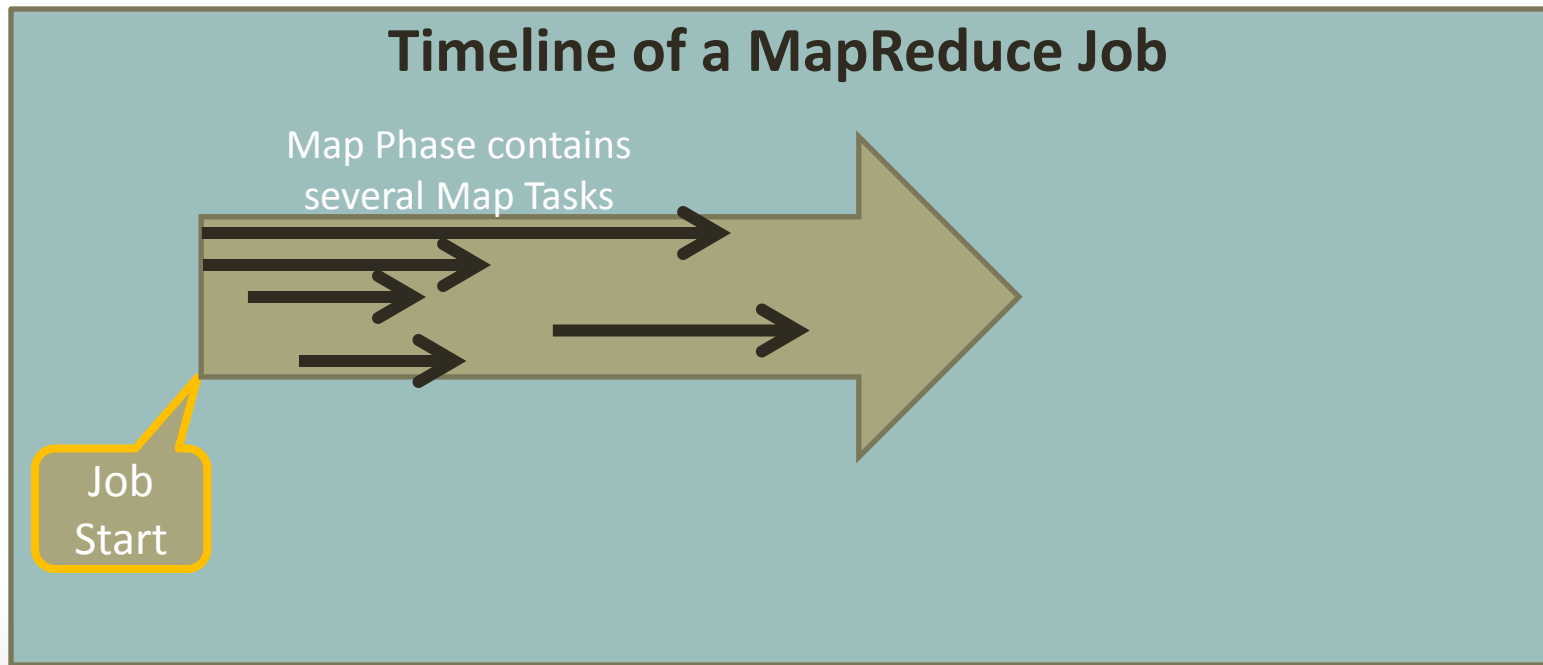 Timeline of a MapReduce Job
Map Phase contains
several Map Tasks
Job
Start